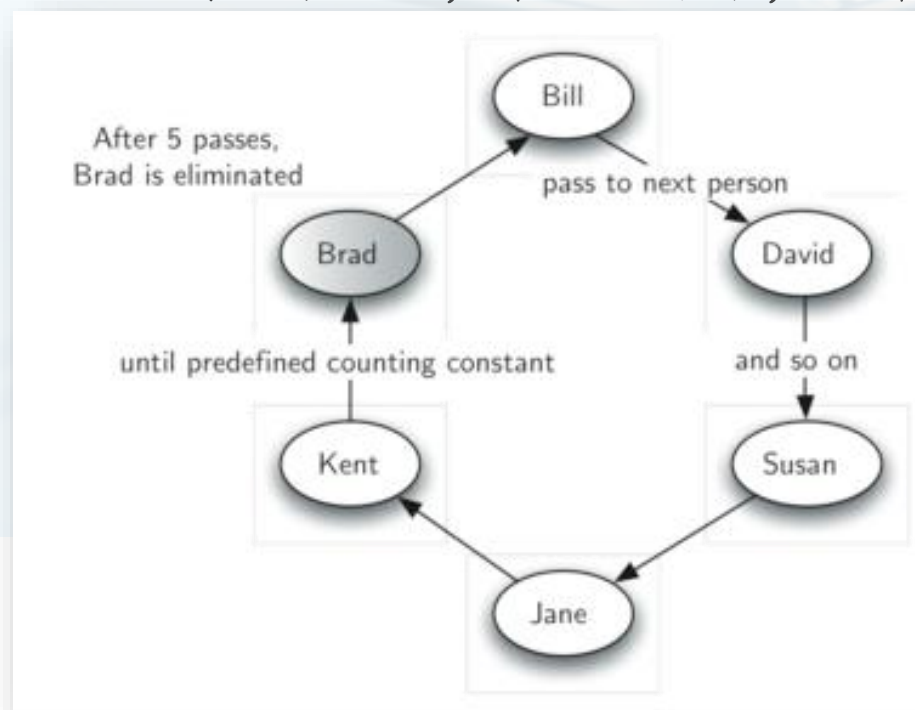 Bill
After 5 passes,
Brad is eliminated
pass to next person
Brad
David
until predefined counting constant
and so on
Kent
Susan
Jane